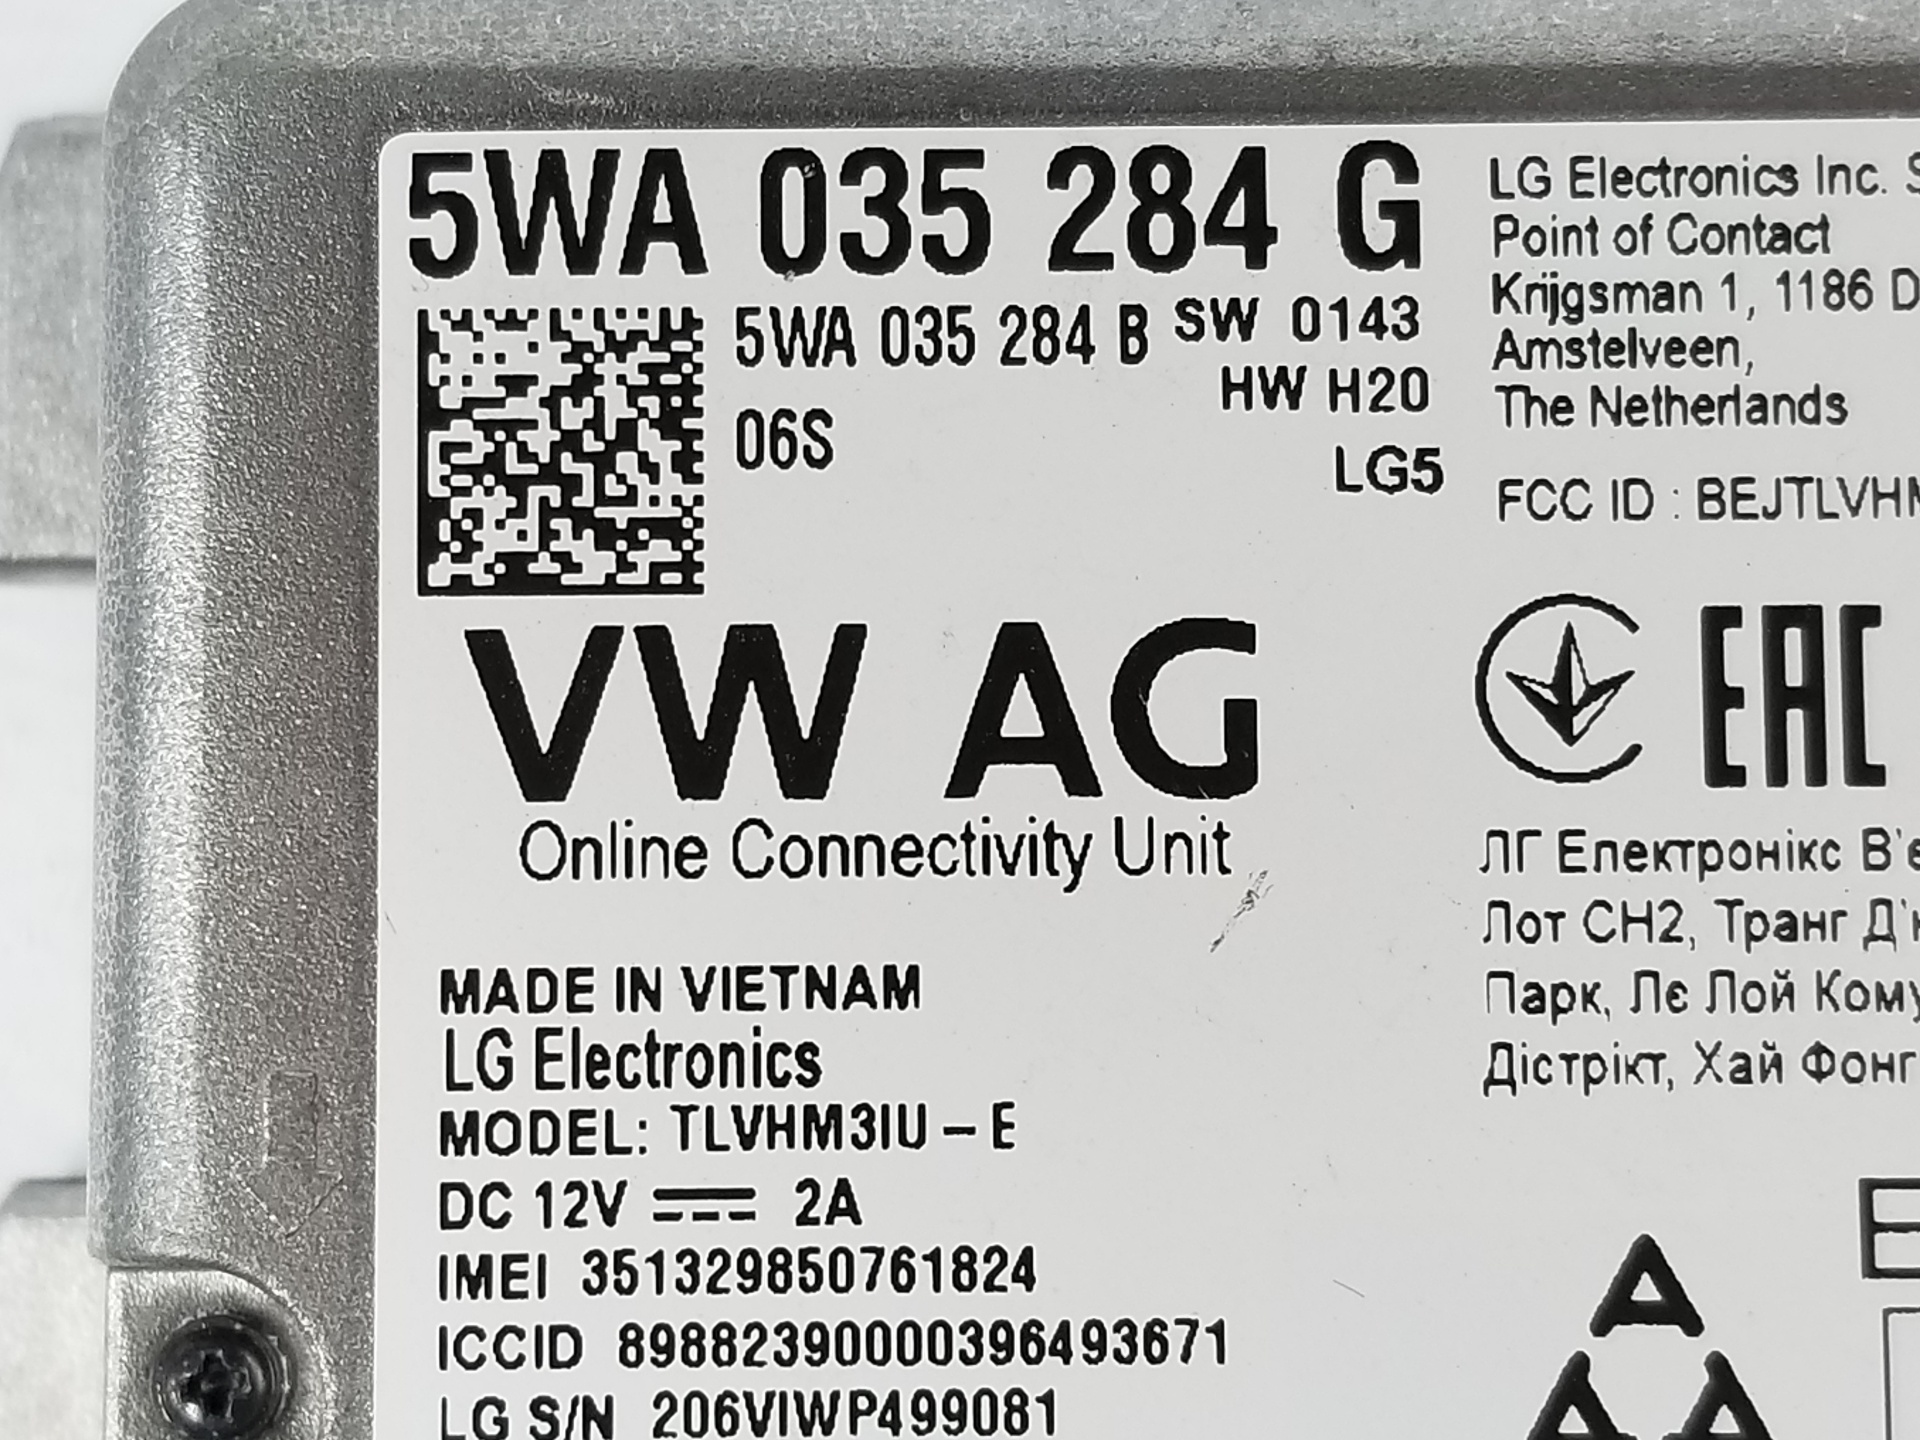 5WA 035 284 G
5WA 035 284 B SW 0143
HW H20
06S
LG5
VW AG
Online Connectivity Unit
MADE IN VIETNAM
LG Electronics
MODEL: TLVHM3IU-E
DC 12V ⎓ 2A
IMEI 351329850761824
ICCID 89882390000396493671
LG S/N 206VIWP499081
LG Electronics Inc.
Point of Contact
Krijgsman 1, 1186
Amstelveen,
The Netherlands
FCC ID : BEJTLVH
EAC
ЛГ Електронікс
Лот СН2, Транг
Парк, Лє Лой
Дістрікт, Хай Фонг
A
A A